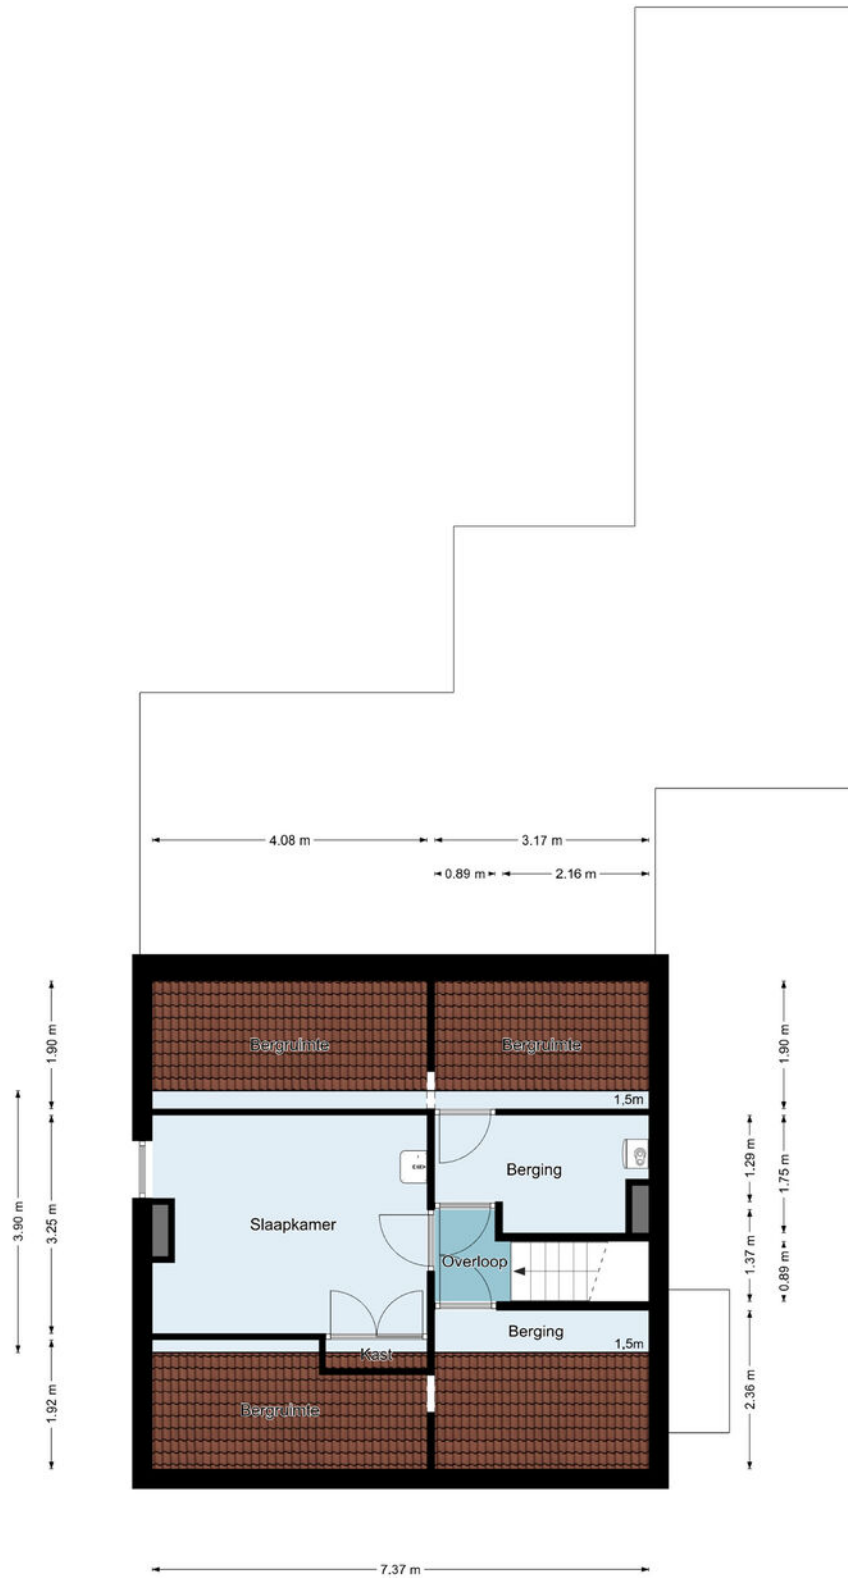 4.08 m
3.17 m
0.89 m
2.16 m
1.90 m
Bergruimte
Bergruimte
1.90 m
1,5m
3.90 m
3.25 m
Berging
1.29 m
1.75 m
Slaapkamer
Overloop
1.37 m
0.89 m
Berging
1,5m
Kast
1.92 m
Bergruimte
2.36 m
7.37 m